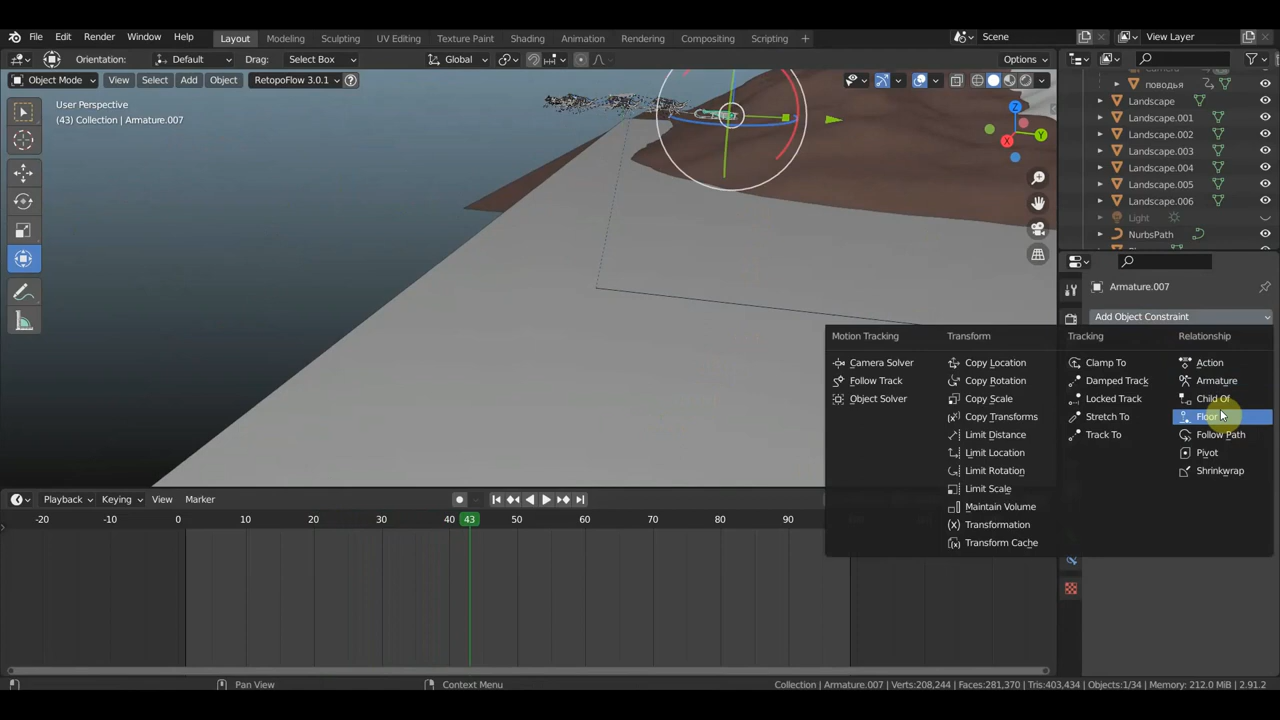 File Edit Render Window Help Layout Modeling Sculpting UV Editing Texture Paint Shading Animation Rendering Compositing Scripting + Scene View Layer
Orientation: Default Drag: Select Box Global Options
Object Mode View Select Add Object RetopoFlow 3.0.1
User Perspective
(43) Collection | Armature.007
Z
Y
X
поводья
Landscape
Landscape.001
Landscape.002
Landscape.003
Landscape.004
Landscape.005
Landscape.006
Light
NurbsPath
Armature.007
Add Object Constraint
Motion Tracking Transform Tracking Relationship
Camera Solver Copy Location Clamp To Action
Follow Track Copy Rotation Damped Track Armature
Object Solver Copy Scale Locked Track Child Of
Copy Transforms Stretch To Floor
Limit Distance Track To Follow Path
Limit Location Pivot
Limit Rotation Shrinkwrap
Limit Scale
Maintain Volume
Transformation
Transform Cache
Playback Keying View Marker
-20 -10 0 10 20 30 40 43 50 60 70 80 90
Pan View Context Menu Collection | Armature.007 | Verts:208,244 | Faces:281,370 | Tris:403,434 | Objects:1/34 | Memory: 212.0 MiB | 2.91.2